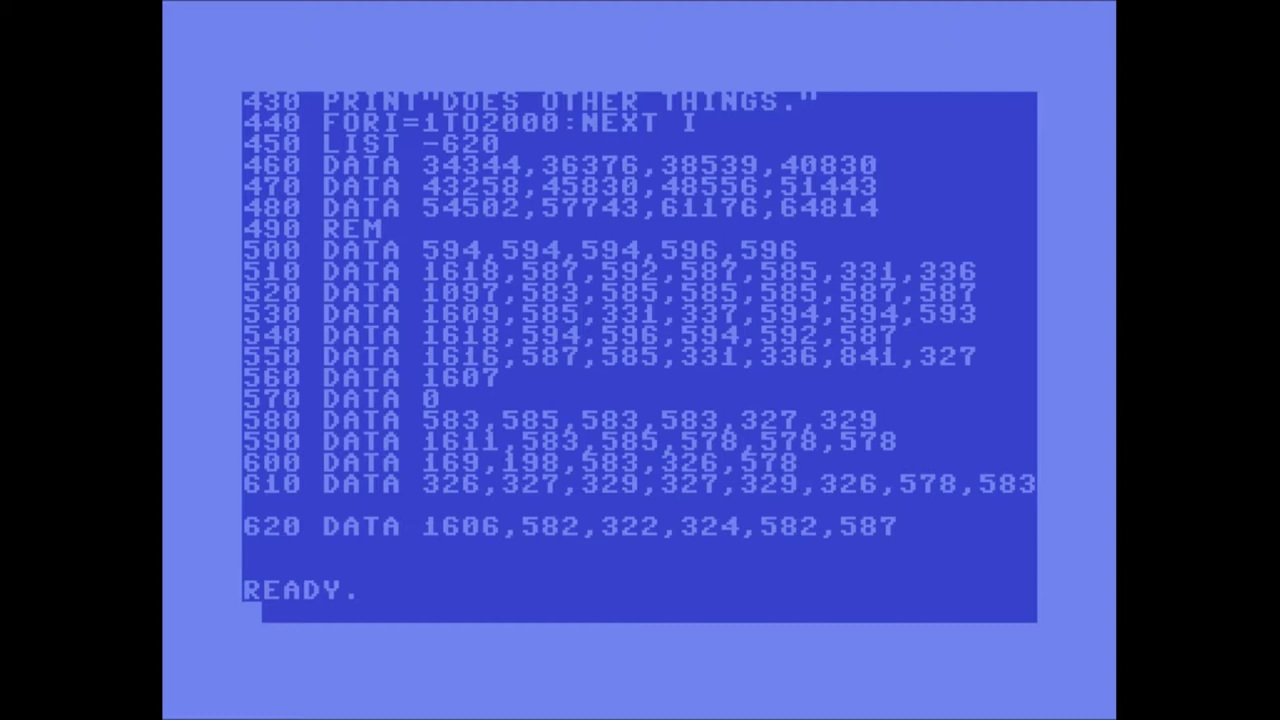 430 PRINT"DOES OTHER THINGS."
440 FORI=1TO2000:NEXT I
450 LIST -620
460 DATA 34344,36376,38539,40830
470 DATA 43258,45830,48556,51443
480 DATA 54502,57743,61176,64814
490 REM
500 DATA 594,594,594,596,596
510 DATA 1618,587,592,587,585,331,336
520 DATA 1097,583,585,585,585,587,587
530 DATA 1609,585,331,337,594,594,593
540 DATA 1618,594,596,594,592,587
550 DATA 1616,587,585,331,336,841,327
560 DATA 1607
570 DATA 0
580 DATA 583,585,583,583,327,329
590 DATA 1611,583,585,578,578,578
600 DATA 169,198,583,326,578
610 DATA 326,327,329,327,329,326,578,583
620 DATA 1606,582,322,324,582,587
READY.